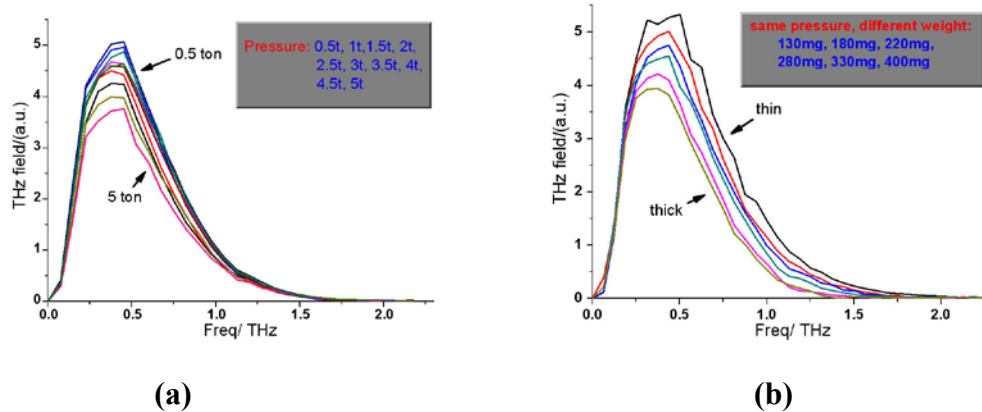 5
4
3
2
1
0
0.0 0.5 1.0 1.5 2.0
THz field/(a.u.)
Freq/ THz
0.5 ton
5 ton
Pressure: 0.5t, 1t,1.5t, 2t,
2.5t, 3t, 3.5t, 4t,
4.5t, 5t
(a)
5
4
3
2
1
0
0.0 0.5 1.0 1.5 2.0
THz field/(a.u.)
Freq/ THz
thin
thick
same pressure, different weight:
130mg, 180mg, 220mg,
280mg, 330mg, 400mg
(b)